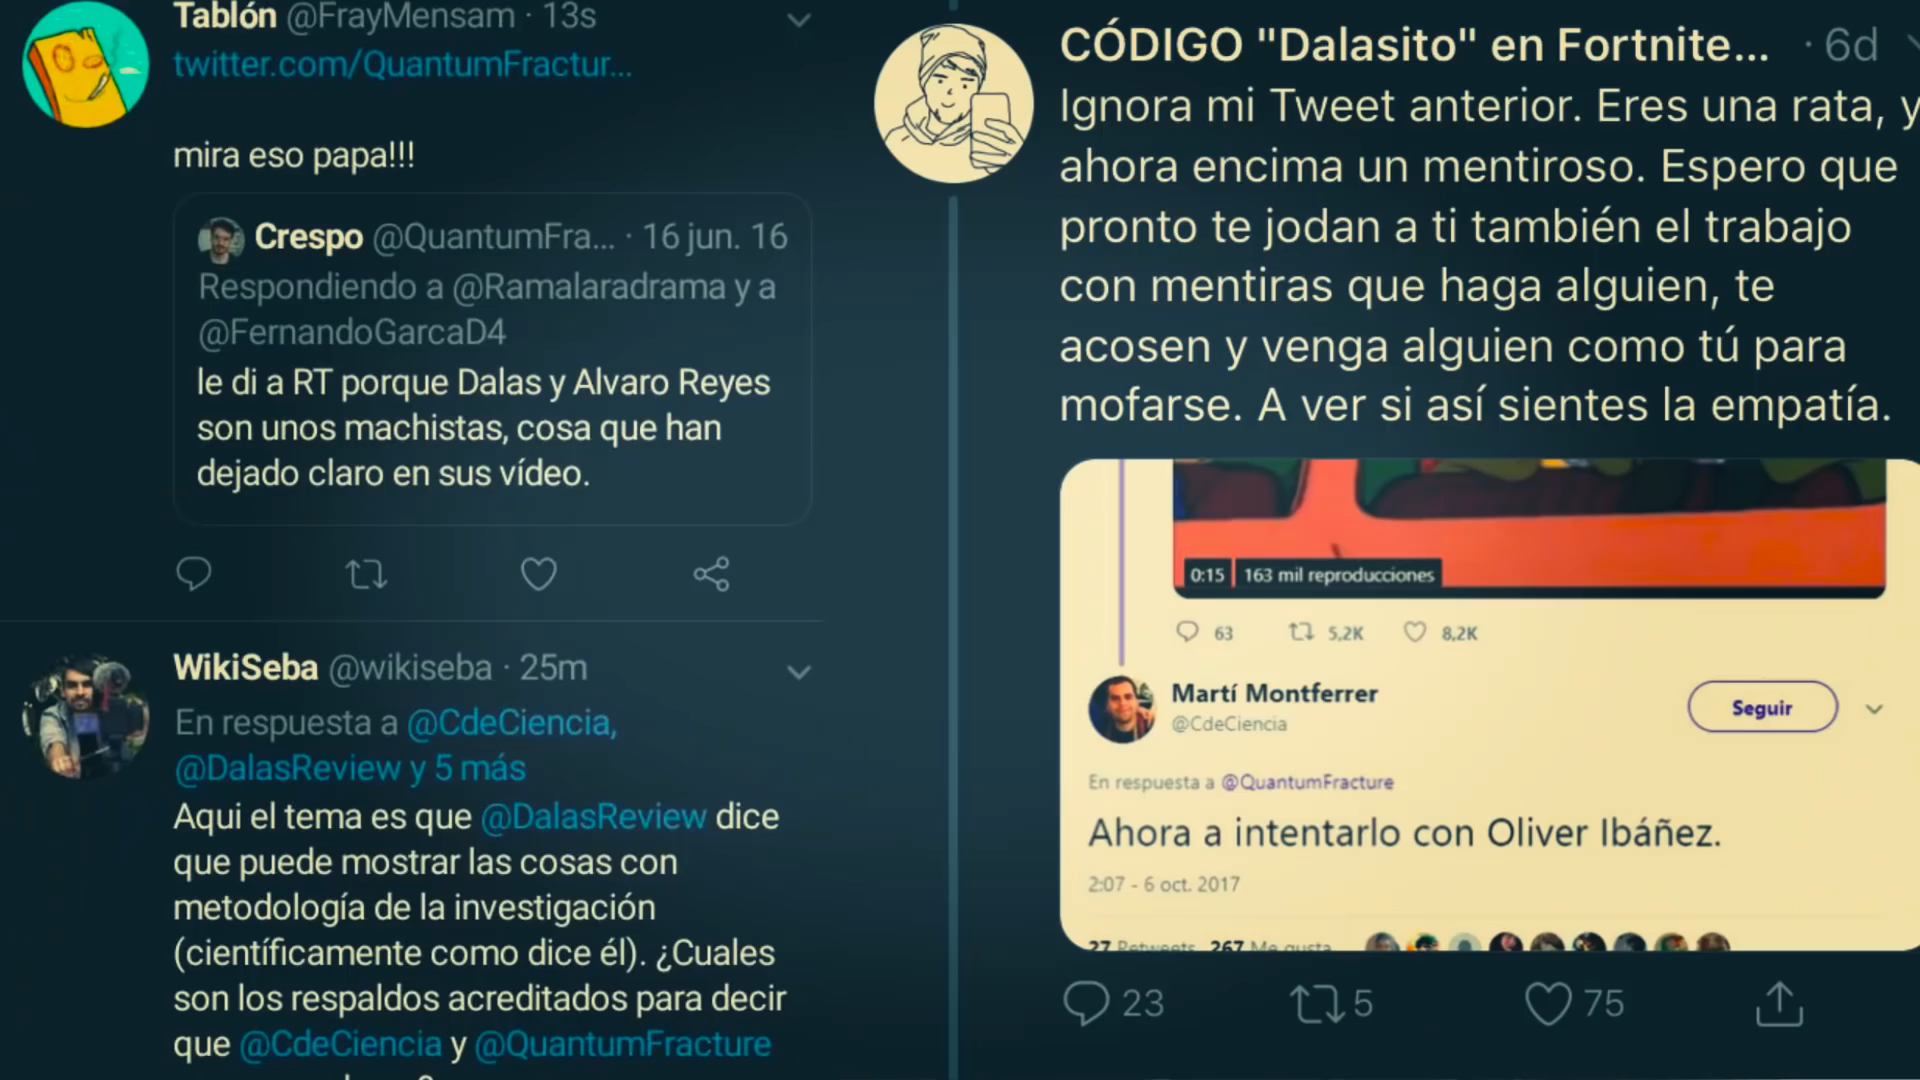 Tablón @FrayMensam · 13s
twitter.com/QuantumFractur...
mira eso papa!!!
Crespo @QuantumFra... · 16 jun. 16
Respondiendo a @Ramalaradrama y a
@FernandoGarcaD4
le di a RT porque Dalas y Alvaro Reyes
son unos machistas, cosa que han
dejado claro en sus vídeo.
WikiSeba @wikiseba · 25m
En respuesta a @CdeCiencia,
@DalasReview y 5 más
Aqui el tema es que @DalasReview dice
que puede mostrar las cosas con
metodología de la investigación
(científicamente como dice él). ¿Cuales
son los respaldos acreditados para decir
que @CdeCiencia y @QuantumFracture
CÓDIGO "Dalasito" en Fortnite... · 6d
Ignora mi Tweet anterior. Eres una rata, y
ahora encima un mentiroso. Espero que
pronto te jodan a ti también el trabajo
con mentiras que haga alguien, te
acosen y venga alguien como tú para
mofarse. A ver si así sientes la empatía.
0:15 163 mil reproducciones
63 5,2K 8,2K
Martí Montferrer
@CdeCiencia
Seguir
En respuesta a @QuantumFracture
Ahora a intentarlo con Oliver Ibáñez.
2:07 - 6 oct. 2017
27 Retweets 267 Me gusta
23 5 75